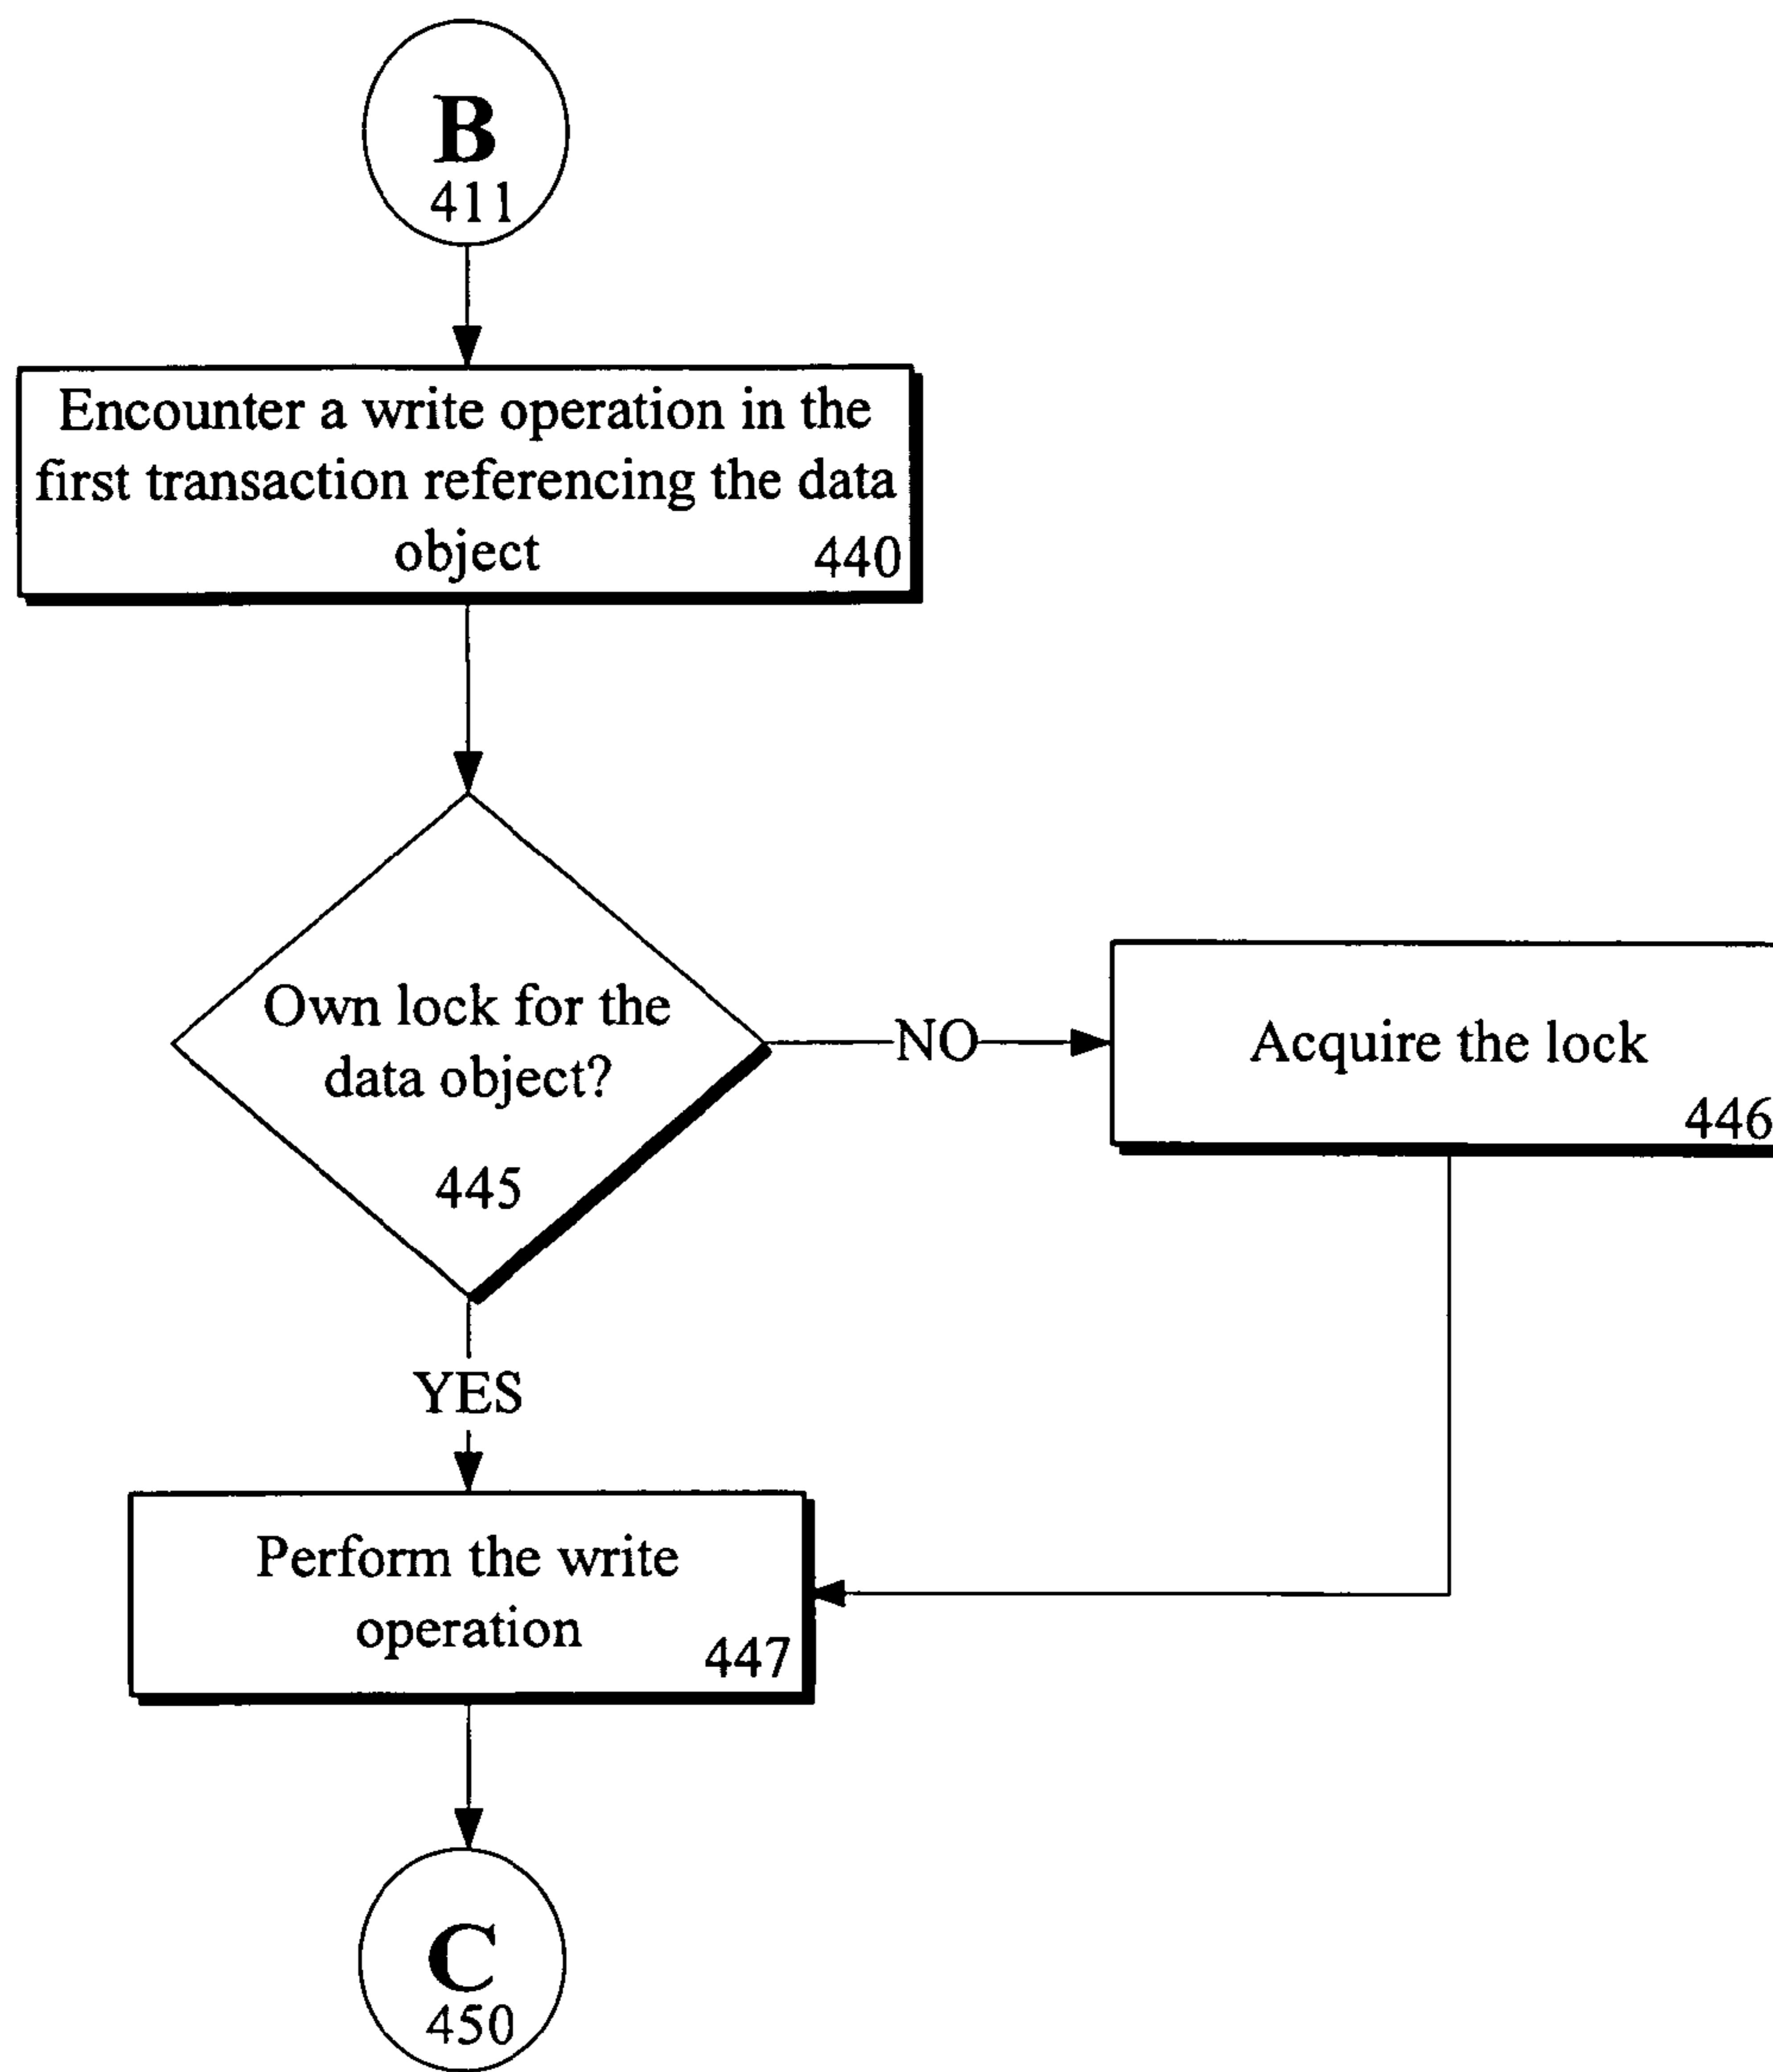 B
411
Encounter a write operation in the
first transaction referencing the data
object
440
Own lock for the
data object?
445
NO
Acquire the lock
446
YES
Perform the write
operation
447
C
450